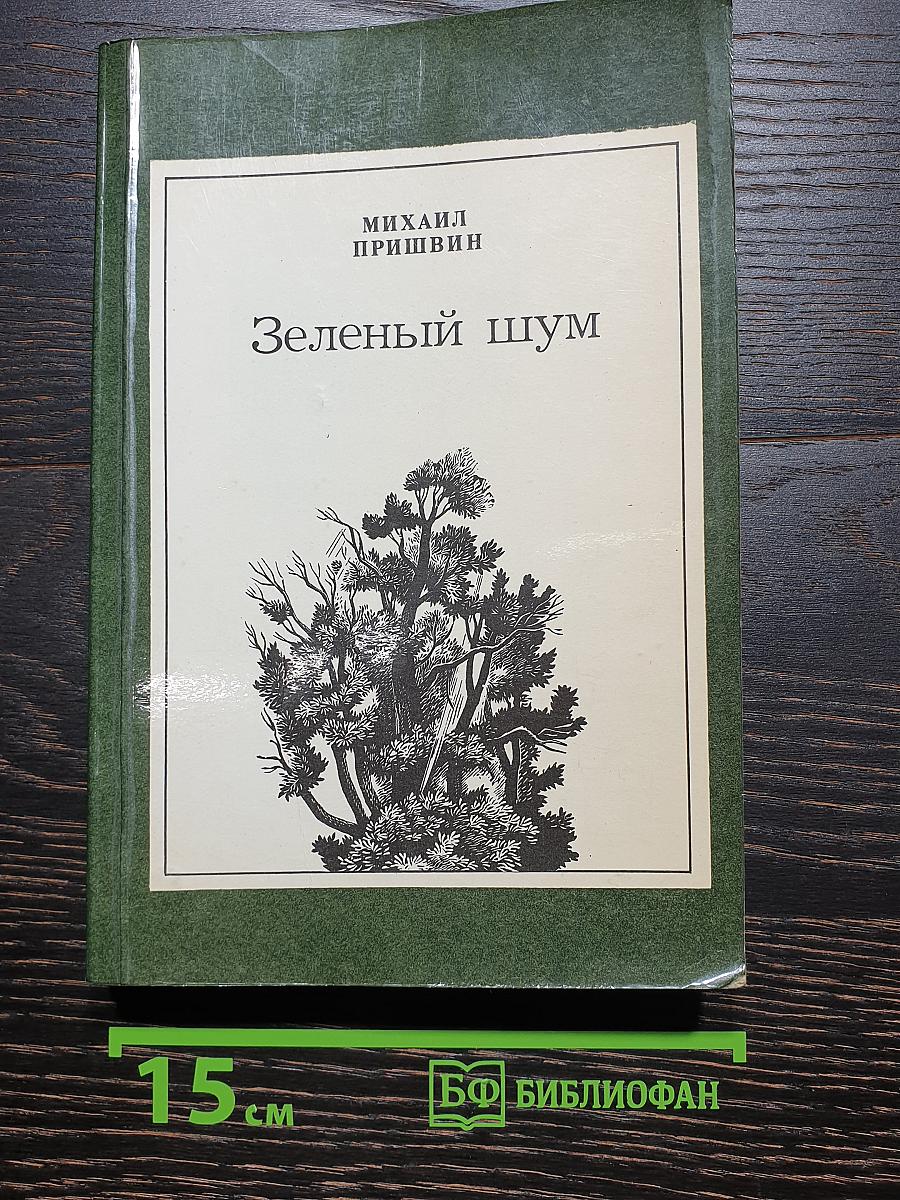 МИХАИЛ
ПРИШВИН
Зеленый шум
15 см
БФ БИБЛИОФАН